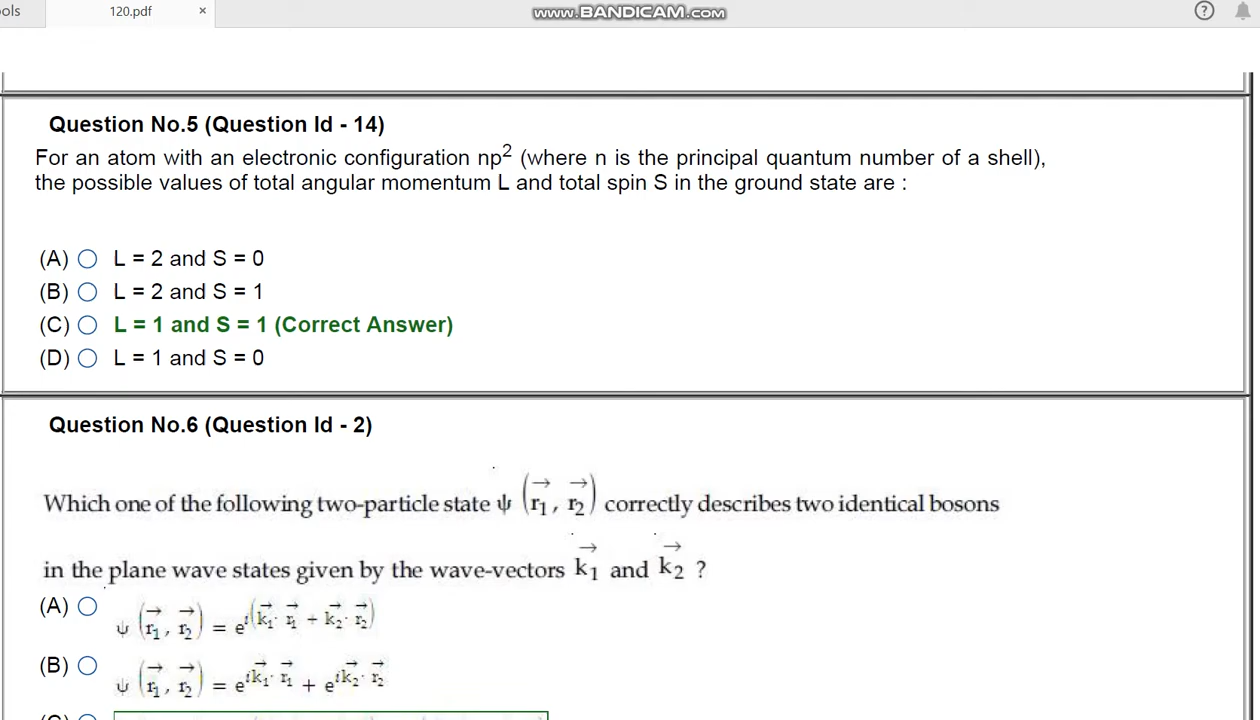 ols
120.pdf
×
www.BANDICAM.com
?
Question No.5 (Question Id - 14)
For an atom with an electronic configuration np² (where n is the principal quantum number of a shell),
the possible values of total angular momentum L and total spin S in the ground state are :
(A) L = 2 and S = 0
(B) L = 2 and S = 1
(C) L = 1 and S = 1 (Correct Answer)
(D) L = 1 and S = 0
Question No.6 (Question Id - 2)
Which one of the following two-particle state ψ (r₁→, r₂→) correctly describes two identical bosons
in the plane wave states given by the wave-vectors k₁→ and k₂→ ?
(A) ψ (r₁→, r₂→) = e^i(k₁→· r₁→ + k₂→· r₂→)
(B) ψ (r₁→, r₂→) = e^ik₁→· r₁→ + e^ik₂→· r₂→